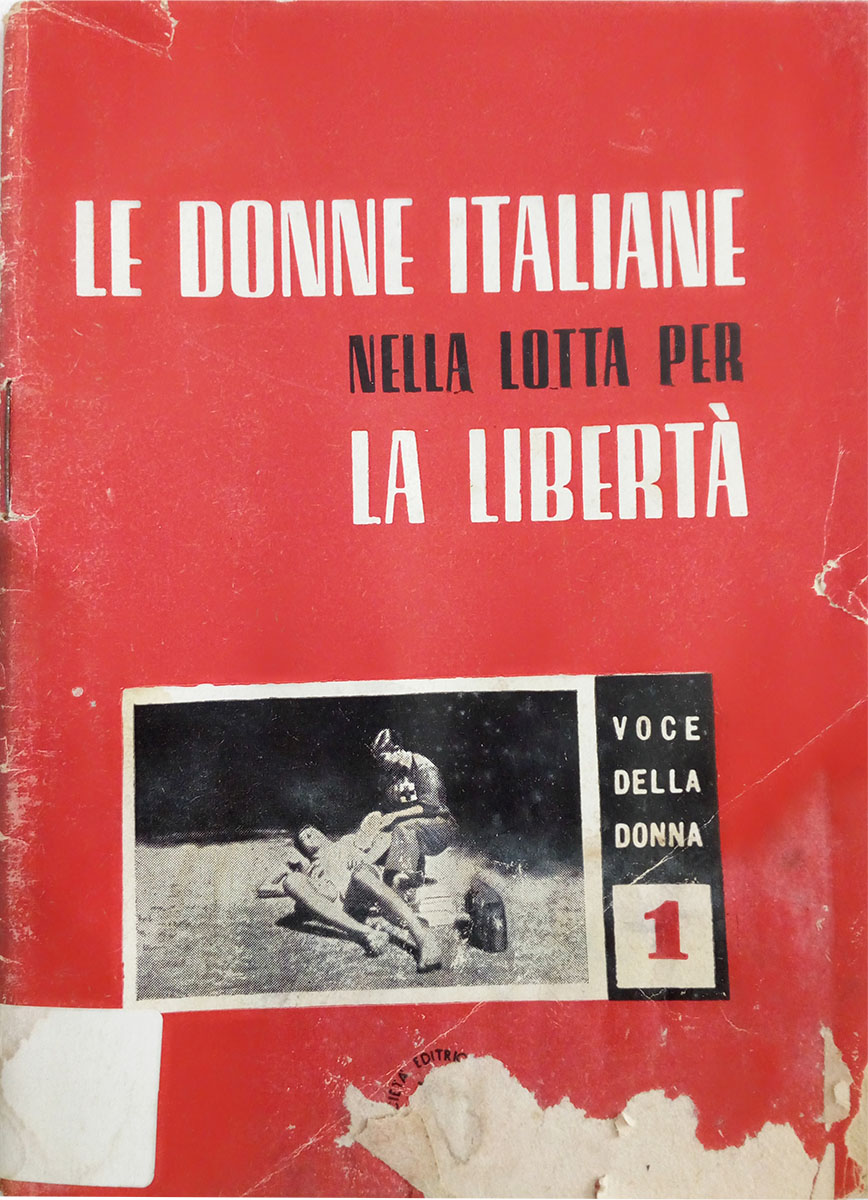 LE DONNE ITALIANE
NELLA LOTTA PER
LA LIBERTÀ
VOCE
DELLA
DONNA
1